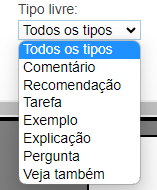 Tipo livre:
Todos os tipos
Todos os tipos
Comentário
Recomendação
Tarefa
Exemplo
Explicação
Pergunta
Veja também